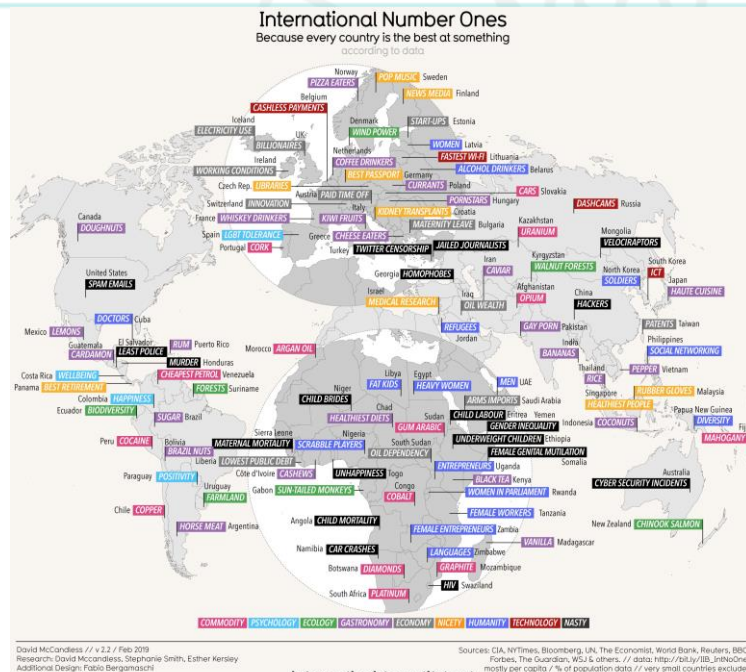 International Number Ones
Because every country is the best at something
according to data
Norway
PIZZA EATERS
POP MUSIC Sweden
NEWS MEDIA Finland
Belgium
CASHLESS PAYMENTS
Iceland
ELECTRICITY USE
UK
BILLIONAIRES
Denmark
WIND POWER
START-UPS Estonia
WOMEN Latvia
Ireland
WORKING CONDITIONS
Netherlands
COFFEE DRINKERS
FASTEST WI-FI Lithuania
ALCOHOL DRINKERS Belarus
BEST PASSPORT Germany
Czech Rep. LIBRARIES
CURRANTS Poland
Austria PAID TIME OFF
CARS Slovakia
PORNSTARS Hungary
Switzerland INNOVATION
Italy
KIWI FRUITS
KIDNEY TRANSPLANTS Croatia
France WHISKEY DRINKERS
MATERNITY LEAVE Bulgaria
Spain LGBT TOLERANCE
Greece CHEESE EATERS
Portugal CORK
Turkey TWITTER CENSORSHIP
JAILED JOURNALISTS
Kazakhstan
URANIUM
DASHCAMS Russia
Mongolia
VELOCIRAPTORS
Canada
DOUGHNUTS
Georgia HOMOPHOBES
Iran
CAVIAR
Kyrgyzstan
WALNUT FORESTS
North Korea
SOLDIERS
South Korea
ICT
Japan
HAUTE CUISINE
United States
SPAM EMAILS
Israel
MEDICAL RESEARCH
Iraq
OIL WEALTH
Afghanistan
OPIUM
China
HACKERS
DOCTORS Cuba
REFUGEES
Jordan
GAY PORN Pakistan
PATENTS Taiwan
Mexico LEMONS
Guatemala
CARDAMON
El Salvador
LEAST POLICE
RUM Puerto Rico
MURDER Honduras
Morocco ARGAN OIL
India
BANANAS
Philippines
SOCIAL NETWORKING
Costa Rica WELLBEING
CHEAPEST PETROL Venezuela
Thailand
RICE
PEPPER Vietnam
Panama BEST RETIREMENT
FORESTS Suriname
Libya
FAT KIDS
Egypt
HEAVY WOMEN
MEN UAE
Singapore
HEALTHIEST PEOPLE
RUBBER GLOVES Malaysia
Colombia HAPPINESS
Niger
CHILD BRIDES
ARMS IMPORTS Saudi Arabia
Ecuador BIODIVERSITY
SUGAR Brazil
Chad
HEALTHIEST DIETS
Sudan
GUM ARABIC
CHILD LABOUR Eritrea
Yemen
GENDER INEQUALITY
Indonesia COCONUTS
Papua New Guinea
DIVERSITY
MAHOGANY
Peru COCAINE
Bolivia
BRAZIL NUTS
Sierra Leone
MATERNAL MORTALITY
Nigeria
SCRABBLE PLAYERS
South Sudan
OIL DEPENDENCY
UNDERWEIGHT CHILDREN Ethiopia
FEMALE GENITAL MUTILATION
Somalia
Liberia LOWEST PUBLIC DEBT
Côte d'Ivoire CASHEWS
UNHAPPINESS Togo
ENTREPRENEURS Uganda
BLACK TEA Kenya
Paraguay
POSITIVITY
Uruguay
FARMLAND
Gabon SUN-TAILED MONKEYS
Congo
COBALT
WOMEN IN PARLIAMENT Rwanda
Australia
CYBER SECURITY INCIDENTS
Chile COPPER
Angola CHILD MORTALITY
FEMALE WORKERS Tanzania
HORSE MEAT Argentina
FEMALE ENTREPRENEURS Zambia
New Zealand CHINOOK SALMON
Namibia CAR CRASHES
LANGUAGES Zimbabwe
VANILLA Madagascar
Botswana DIAMONDS
GRAPHITE Mozambique
South Africa PLATINUM
HIV Swaziland
COMMODITY PSYCHOLOGY ECOLOGY GASTRONOMY ECONOMY NICETY HUMANITY TECHNOLOGY NASTY
David McCandless // v 2.2 / Feb 2019
Research: David Mccandless, Stephanie Smith, Esther Kersley
Additional Design: Fabio Bergamaschi
Sources: CIA, NYTimes, Bloomberg, UN, The Economist, World Bank, Reuters, BBC
Forbes, The Guardian, WSJ & others. // data: http://bit.ly/IIB_IntNoOn
mostly per capita / % of population data // very small countries exclude